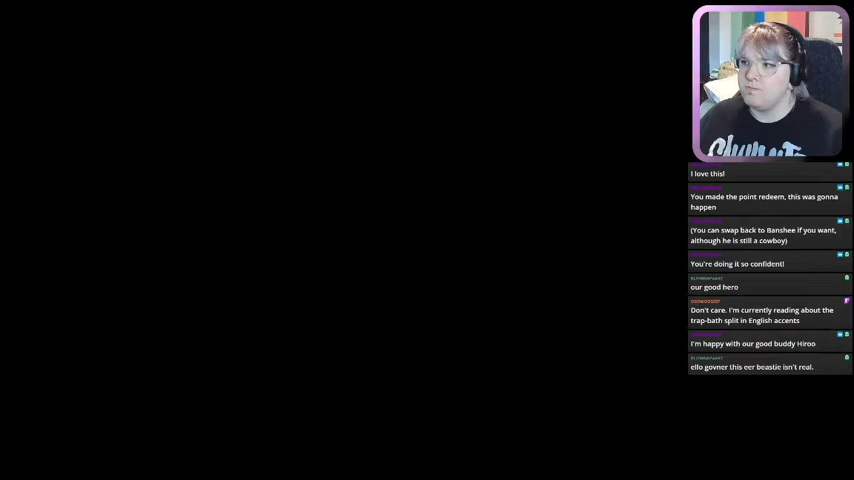 I love this!
You made the point redeem, this was gonna
happen
(You can swap back to Banshee if you want,
although he is still a cowboy)
You're doing it so confident!
our good hero
Don't care. I'm currently reading about the
trap-bath split in English accents
I'm happy with our good buddy Hiroo
ello govner this eer beastie isn't real.